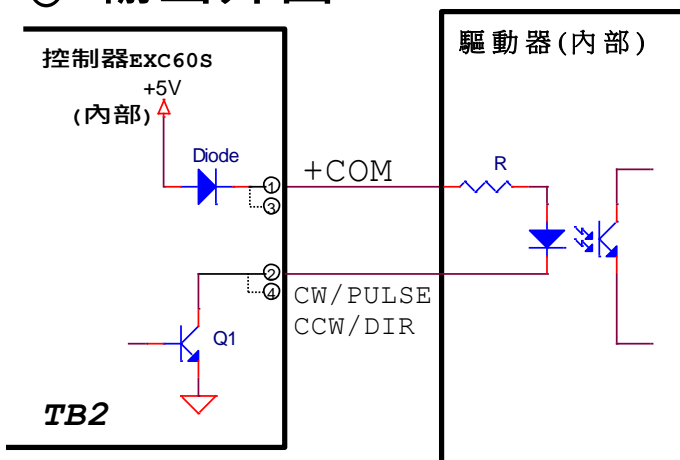 控制器EXC60S
+5V
(內部)
Diode
+COM
1
3
2
4
CW/PULSE
CCW/DIR
Q1
TB2
驅動器(內部)
R